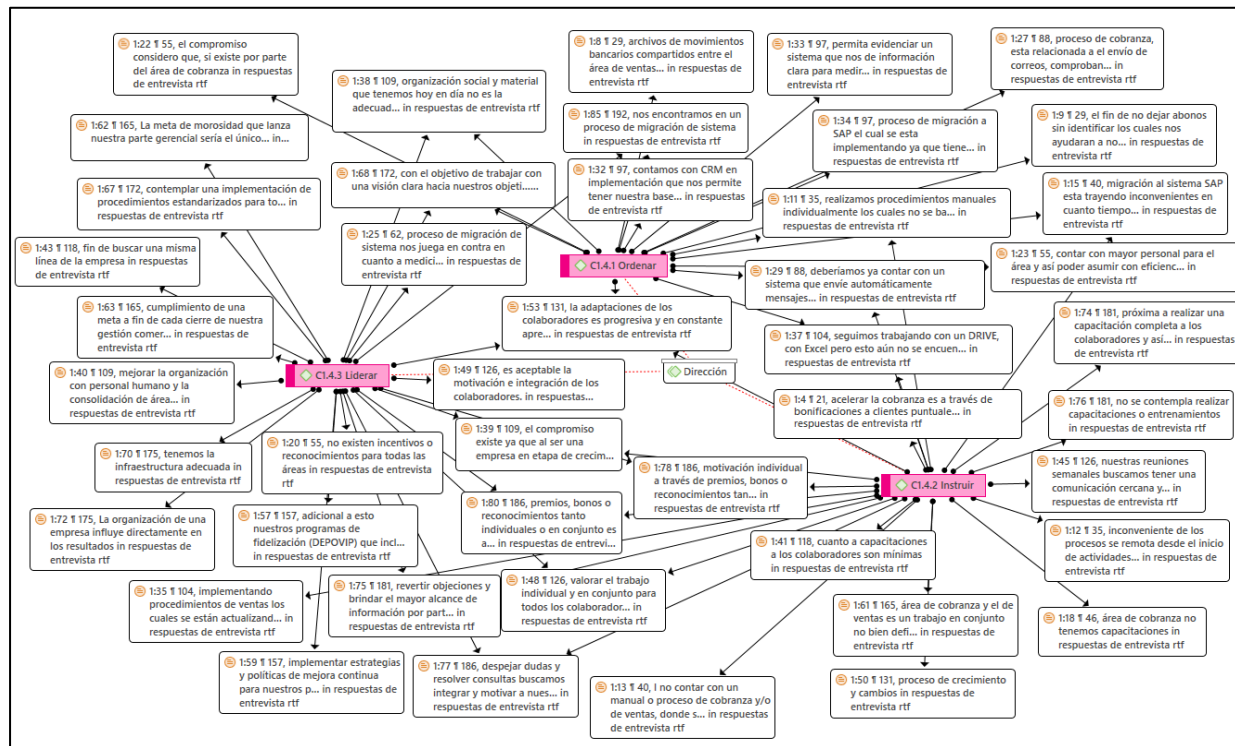 1:22 ¶ 55, el compromiso
considero que, si existe por parte
del área de cobranza in respuestas
de entrevista rtf
1:8 ¶ 29, archivos de movimientos
bancarios compartidos entre el
área de ventas... in respuestas de
entrevista rtf
1:33 ¶ 97, permita evidenciar un
sistema que nos de información
clara para medir... in respuestas
de entrevista rtf
1:27 ¶ 88, proceso de cobranza,
esta relacionada a el envío de
correos, comproban... in
respuestas de entrevista rtf
1:38 ¶ 109, organización social y material
que tenemos hoy en día no es la
adecuad... in respuestas de entrevista rtf
1:85 ¶ 192, nos encontramos en un
proceso de migración de sistema
in respuestas de entrevista rtf
1:34 ¶ 97, proceso de migración a
SAP el cual se esta
implementando ya que tiene... in
respuestas de entrevista rtf
1:9 ¶ 29, el fin de no dejar abonos
sin identificar los cuales nos
ayudaran a no... in respuestas de
entrevista rtf
1:62 ¶ 165, La meta de morosidad que lanza
nuestra parte gerencial sería el único... in...
1:68 ¶ 172, con el objetivo de trabajar con
una visión clara hacia nuestros objeti...... in
respuestas de entrevista rtf
1:32 ¶ 97, contamos con CRM en
implementación que nos permite
tener nuestra base... in
respuestas de entrevista rtf
1:11 ¶ 35, realizamos procedimientos
manuales
individualmente los cuales no se ba... in
respuestas de entrevista rtf
1:15 ¶ 40, migración al sistema SAP
esta trayendo inconvenientes en
cuanto tiempo... in respuestas de
entrevista rtf
1:67 ¶ 172, contemplar una implementación de
procedimientos estandarizados para to... in
respuestas de entrevista rtf
1:25 ¶ 62, proceso de migración de
sistema nos juega en contra en
cuanto a medici... in respuestas de
entrevista rtf
1:43 ¶ 118, fin de buscar una misma
línea de la empresa in respuestas
de entrevista rtf
C1.4.1 Ordenar
1:29 ¶ 88, deberíamos ya contar con un
sistema que envíe automáticamente
mensajes... in respuestas de entrevista rtf
1:23 ¶ 55, contar con mayor personal para el
área y así poder asumir con eficienc... in
respuestas de entrevista rtf
1:63 ¶ 165, cumplimiento de una
meta a fin de cada cierre de nuestra
gestión comer... in respuestas de
entrevista rtf
1:53 ¶ 131, la adaptaciones de los
colaboradores es progresiva y en constante
apre... in respuestas de entrevista rtf
1:37 ¶ 104, seguimos trabajando con un DRIVE,
con Excel pero esto aún no se encuen... in
respuestas de entrevista rtf
1:74 ¶ 181, próxima a realizar una
capacitación completa a los
colaboradores y así... in respuestas
de entrevista rtf
C1.4.3 Liderar
Dirección
1:40 ¶ 109, mejorar la organización
con personal humano y la
consolidación de área... in
respuestas de entrevista rtf
1:49 ¶ 126, es aceptable la
motivación e integración de los
colaboradores. in respuestas...
1:4 ¶ 21, acelerar la cobranza es a través de
bonificaciones a clientes puntuale... in
respuestas de entrevista rtf
1:76 ¶ 181, no se contempla realizar
capacitaciones o entrenamientos
in respuestas de entrevista rtf
1:20 ¶ 55, no existen incentivos o
reconocimientos para todas las
áreas in respuestas de entrevista
rtf
1:39 ¶ 109, el compromiso
existe ya que al ser una
empresa en etapa de crecim...
in respuestas de entrevista rtf
1:70 ¶ 175, tenemos la
infraestructura adecuada in
respuestas de entrevista rtf
1:78 ¶ 186, motivación individual
a través de premios, bonos o
reconocimientos tan... in
respuestas de entrevista rtf
C1.4.2 Instruir
1:45 ¶ 126, nuestras reuniones
semanales buscamos tener una
comunicación cercana y... in
respuestas de entrevista rtf
1:72 ¶ 175, La organización de una
empresa influye directamente
en los resultados in respuestas de
entrevista rtf
1:57 ¶ 157, adicional a esto
nuestros programas de
fidelización (DEPOVIP) que incl...
in respuestas de entrevista rtf
1:80 ¶ 186, premios, bonos o
reconocimientos tanto
individuales o en conjunto es
a... in respuestas de entrevi...
1:41 ¶ 118, cuanto a capacitaciones
a los colaboradores son mínimas
in respuestas de entrevista rtf
1:12 ¶ 35, inconveniente de los
procesos se remota desde el inicio
de actividades... in respuestas de
entrevista rtf
1:35 ¶ 104, implementando
procedimientos de ventas los
cuales se están actualizand... in
respuestas de entrevista rtf
1:75 ¶ 181, revertir objeciones y
brindar el mayor alcance de
información por part... in
respuestas de entrevista rtf
1:48 ¶ 126, valorar el trabajo
individual y en conjunto para
todos los colaborador... in
respuestas de entrevista rtf
1:61 ¶ 165, área de cobranza y el de
ventas es un trabajo en conjunto
no bien defi... in respuestas de
entrevista rtf
1:18 ¶ 46, área de cobranza no
tenemos capacitaciones in
respuestas de entrevista rtf
1:59 ¶ 157, implementar estrategias
y políticas de mejora continua
para nuestros p... in respuestas de
entrevista rtf
1:77 ¶ 186, despejar dudas y
resolver consultas buscamos
integrar y motivar a nues... in
respuestas de entrevista rtf
1:13 ¶ 40, l no contar con un
manual o proceso de cobranza y/o
de ventas, donde s... in respuestas
de entrevista rtf
1:50 ¶ 131, proceso de crecimiento
y cambios in respuestas de
entrevista rtf